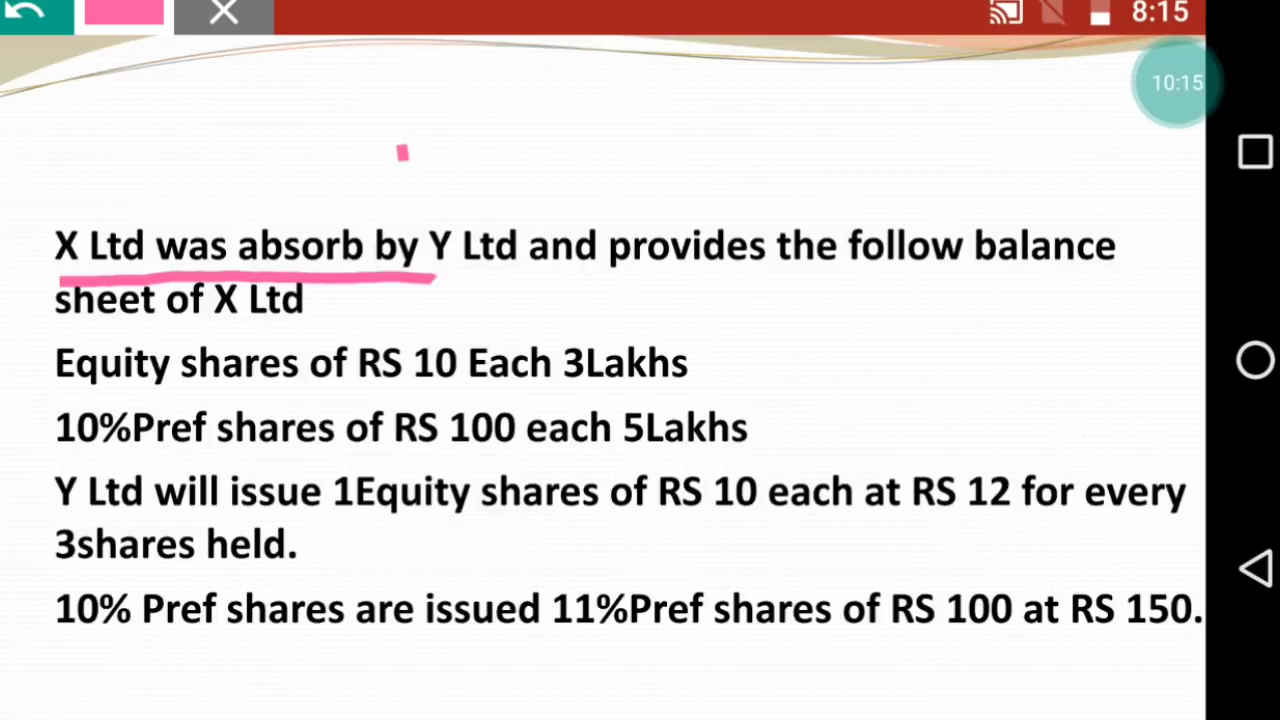 8:15
10:15
X Ltd was absorb by Y Ltd and provides the follow balance
sheet of X Ltd
Equity shares of RS 10 Each 3Lakhs
10%Pref shares of RS 100 each 5Lakhs
Y Ltd will issue 1Equity shares of RS 10 each at RS 12 for every
3shares held.
10% Pref shares are issued 11%Pref shares of RS 100 at RS 150.